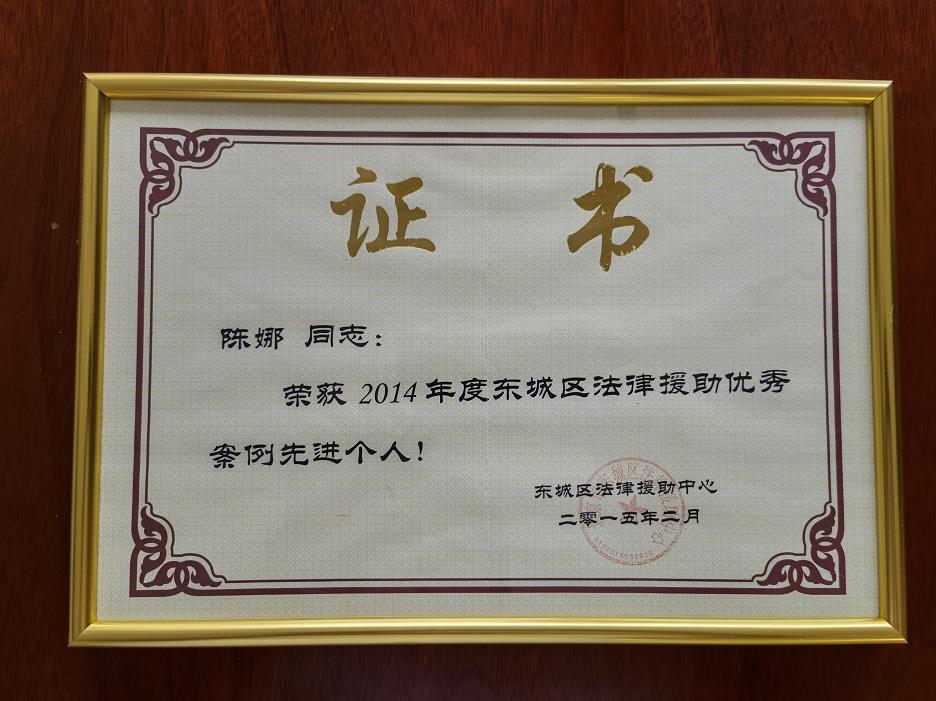 证 书
陈娜 同志：
荣获 2014 年度东城区法律援助优秀
案例先进个人！
东城区法律援助中心
二零一五年二月